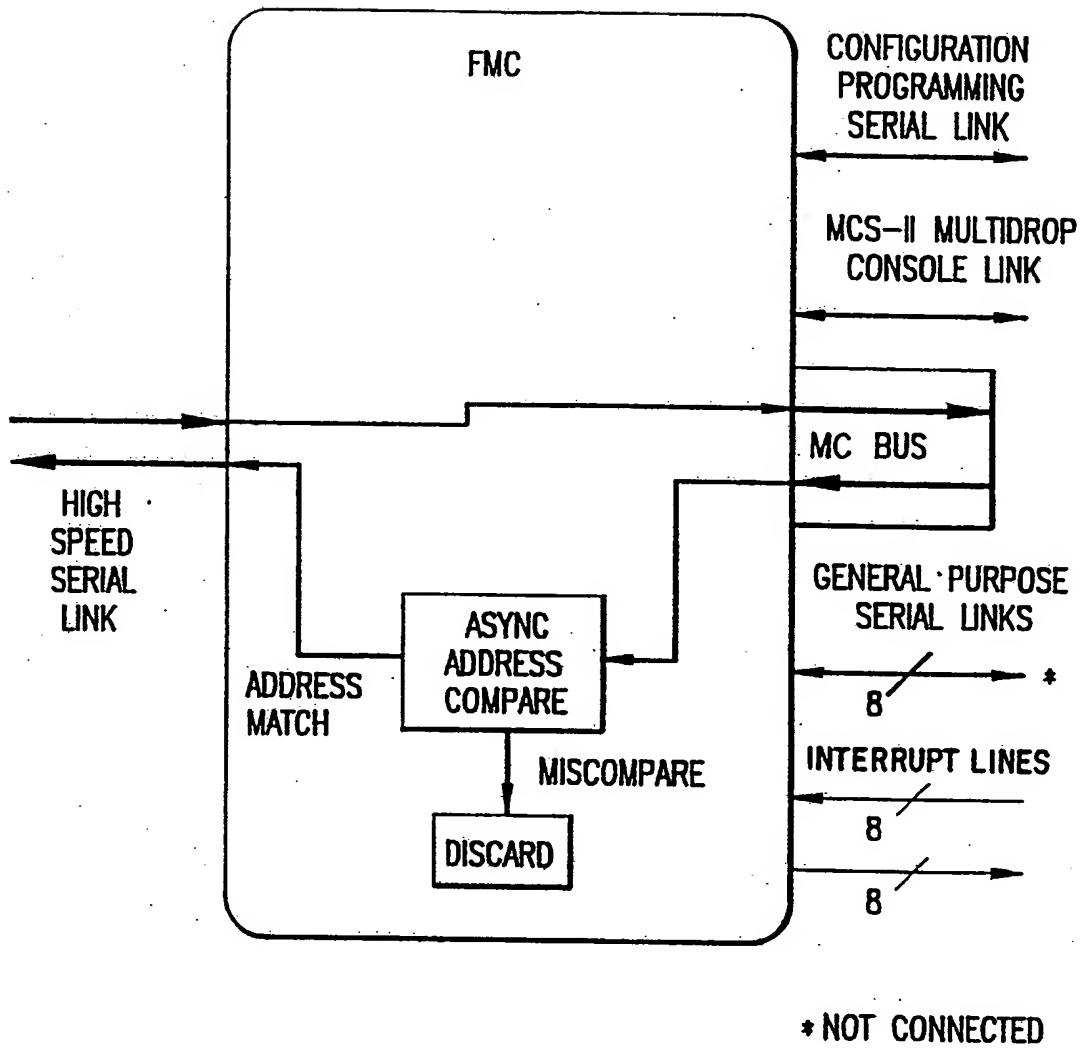 FMC
CONFIGURATION
PROGRAMMING
SERIAL LINK
MCS-II MULTIDROP
CONSOLE LINK
MC BUS
HIGH
SPEED
SERIAL
LINK
GENERAL PURPOSE
SERIAL LINKS
8
*
ASYNC
ADDRESS
COMPARE
ADDRESS
MATCH
MISCOMPARE
DISCARD
INTERRUPT LINES
8
8
* NOT CONNECTED